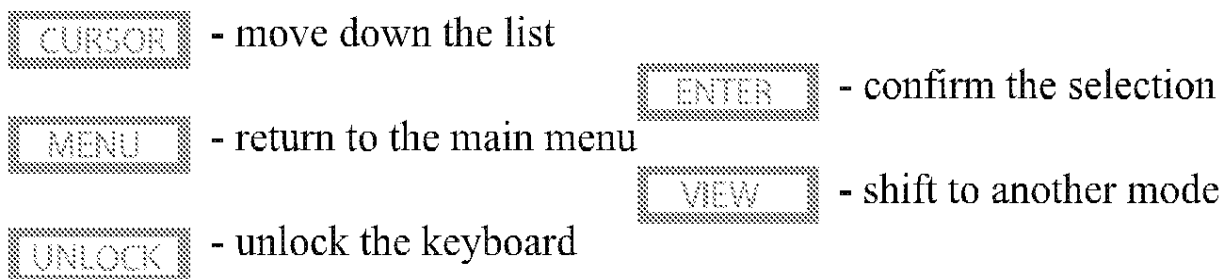 CURSOR - move down the list
ENTER - confirm the selection
MENU - return to the main menu
VIEW - shift to another mode
UNLOCK - unlock the keyboard